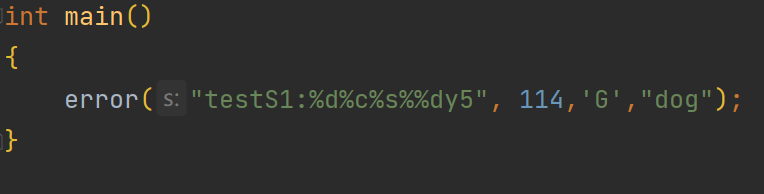 int main()
{
error(s:"testS1:%d%c%s%%dy5", 114,'G',"dog");
}